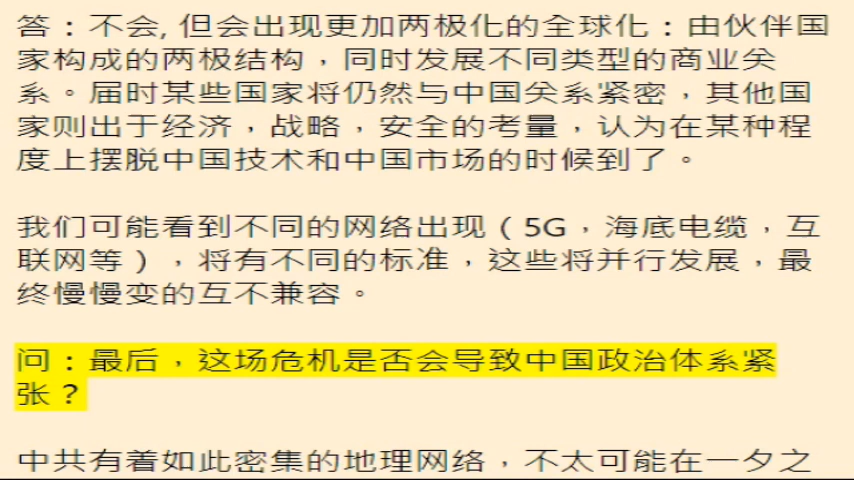 答：不会, 但会出现更加两极化的全球化：由伙伴国
家构成的两极结构，同时发展不同类型的商业关
系。届时某些国家将仍然与中国关系紧密，其他国
家则出于经济，战略，安全的考量，认为在某种程
度上摆脱中国技术和中国市场的时候到了。
我们可能看到不同的网络出现（5G，海底电缆，互
联网等），将有不同的标准，这些将并行发展，最
终慢慢变的互不兼容。
问：最后，这场危机是否会导致中国政治体系紧
张？
中共有着如此密集的地理网络，不太可能在一夕之